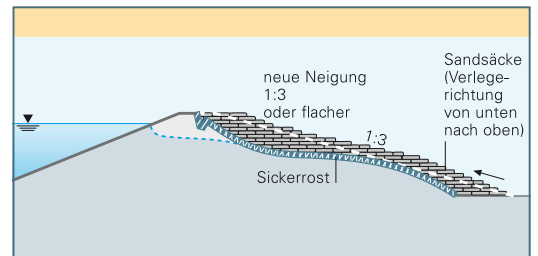 neue Neigung
1:3
oder flacher
Sandsäcke
(Verlege-
richtung
von unten
nach oben)
1:3
Sickerrost